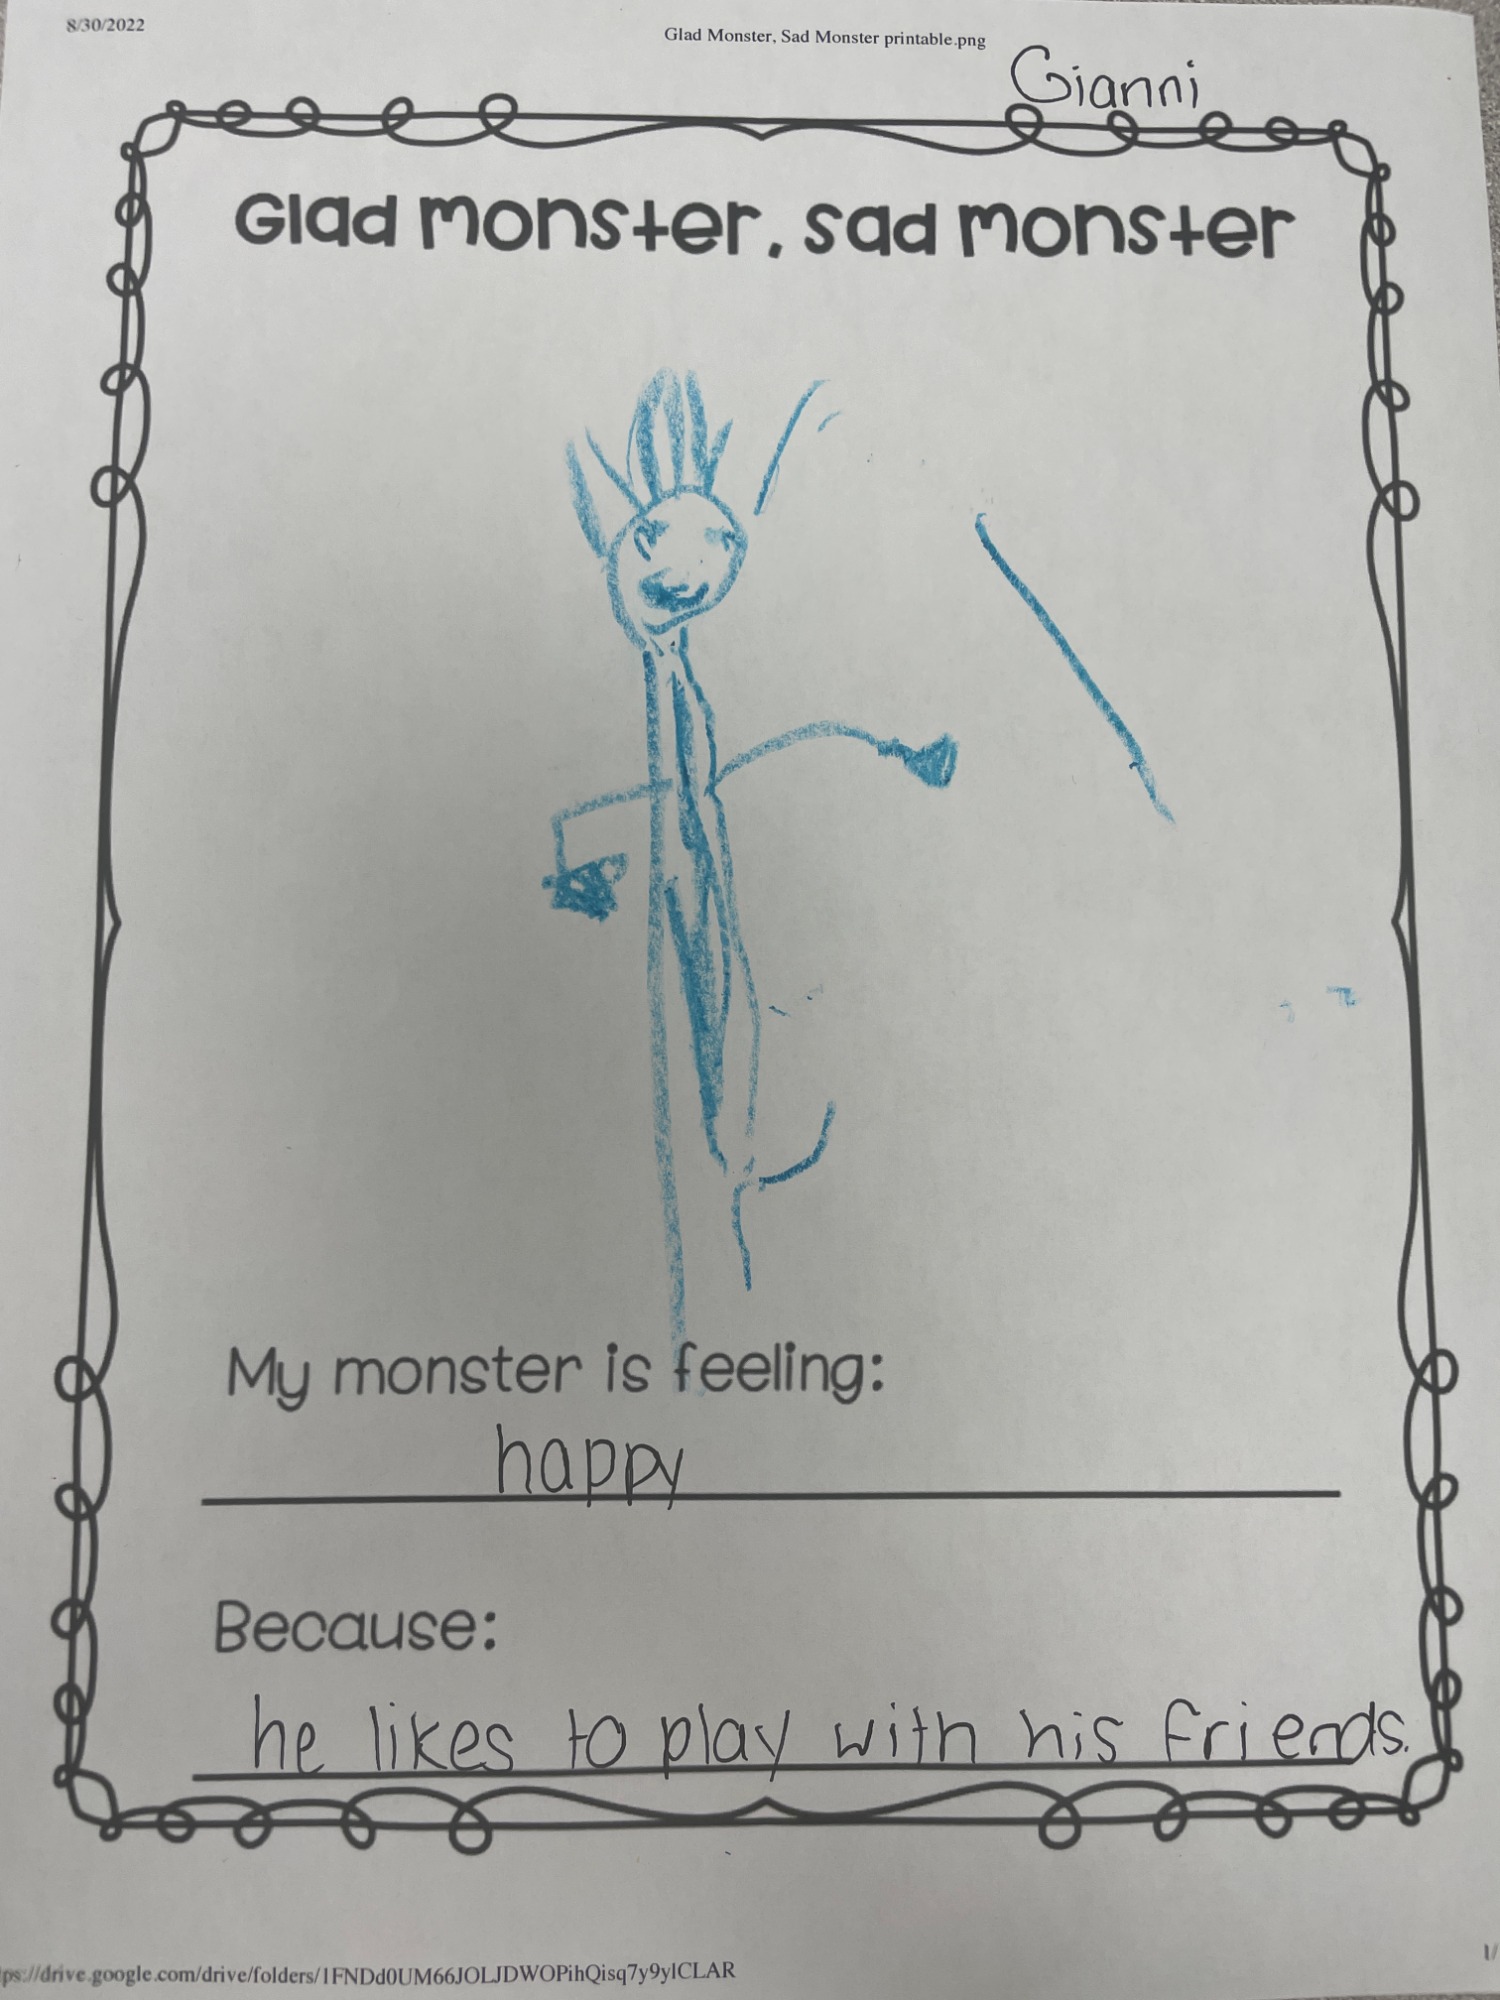 8/30/2022
Glad Monster, Sad Monster printable.png
Gianni
Glad monster, sad monster
My monster is feeling:
happy
Because:
he likes to play with his friends.
ps://drive.google.com/drive/folders/1FNDd0UM66JOLJDWOPihQisq7y9ylCLAR
1/